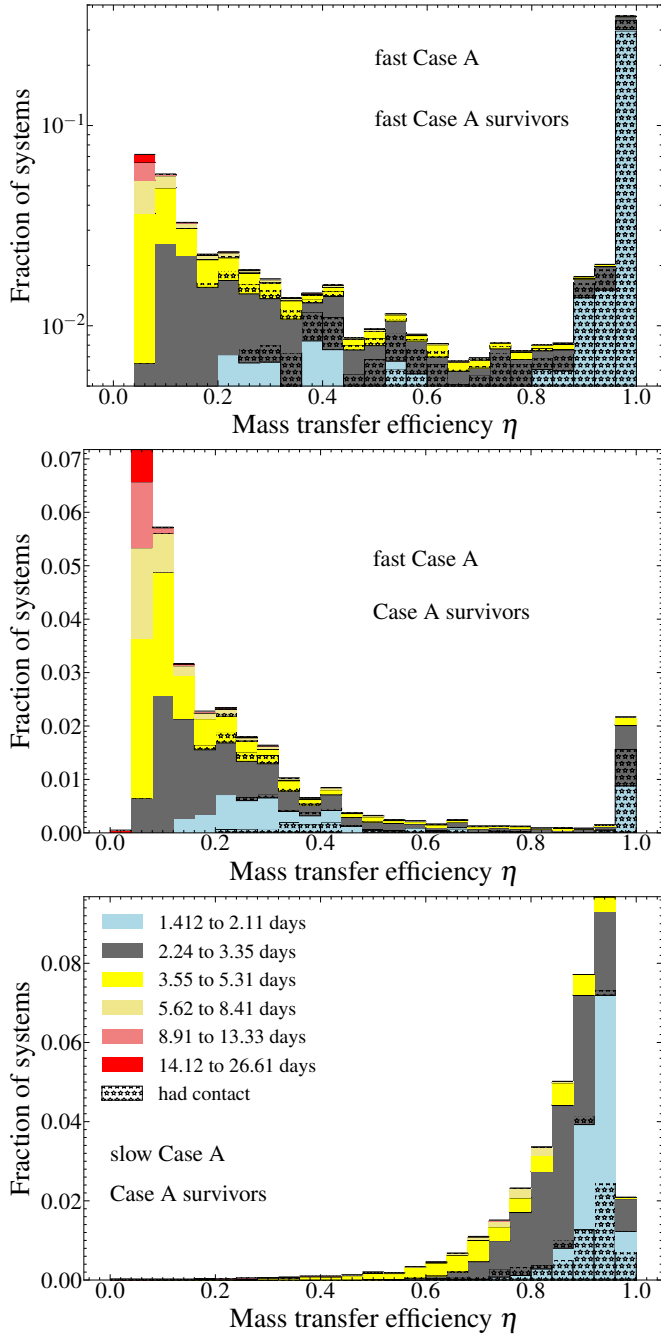 fast Case A
fast Case A survivors
10⁻¹
10⁻²
Fraction of systems
0.0 0.2 0.4 0.6 0.8 1.0
Mass transfer efficiency η
0.07
0.06
0.05
0.04
0.03
0.02
0.01
0.00
Fraction of systems
fast Case A
Case A survivors
0.0 0.2 0.4 0.6 0.8 1.0
Mass transfer efficiency η
0.08
0.06
0.04
0.02
0.00
Fraction of systems
1.412 to 2.11 days
2.24 to 3.35 days
3.55 to 5.31 days
5.62 to 8.41 days
8.91 to 13.33 days
14.12 to 26.61 days
had contact
slow Case A
Case A survivors
0.0 0.2 0.4 0.6 0.8 1.0
Mass transfer efficiency η